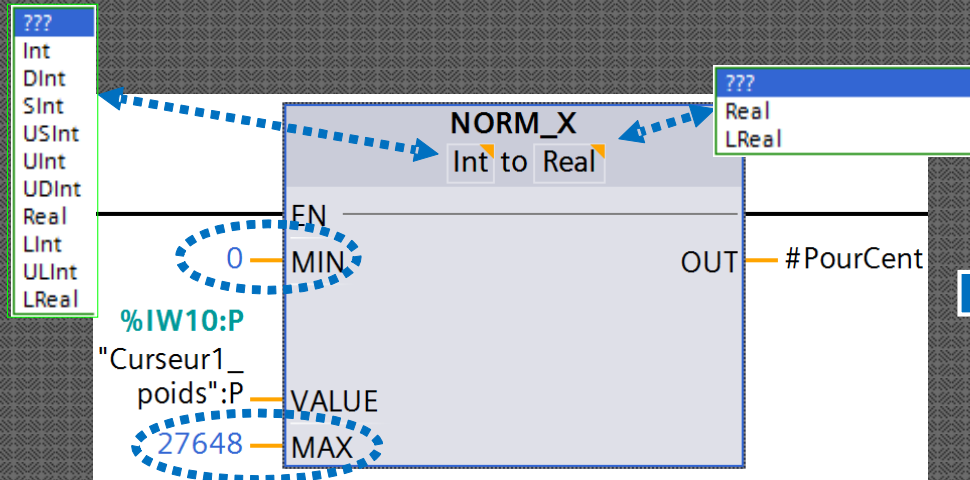 ???
Int
DInt
SInt
USInt
UInt
UDInt
Real
LInt
ULInt
LReal
???
Real
LReal
NORM_X
Int to Real
EN
0 MIN
OUT #PourCent
%IW10:P
"Curseur1_
poids":P VALUE
27648 MAX